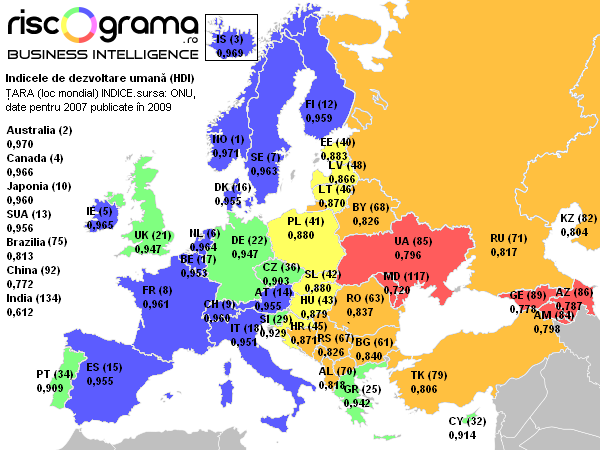 riscograma
.ro
BUSINESS INTELLIGENCE
Indicele de dezvoltare umană (HDI)
ȚARA (loc mondial) INDICE.sursa: ONU,
date pentru 2007 publicate în 2009
Australia (2)
0,970
Canada (4)
0,966
Japonia (10)
0,960
SUA (13)
0,956
Brazilia (75)
0,813
China (92)
0,772
India (134)
0,612
IS (3)
0,969
FI (12)
0,959
NO (1)
0,971
SE (7)
0,963
EE (40)
0,883
LV (48)
0,866
LT (46)
0,870
DK (16)
0,955
BY (68)
0,826
IE (5)
0,965
UK (21)
0,947
NL (6)
0,964
BE (17)
0,953
DE (22)
0,947
PL (41)
0,880
UA (85)
0,796
RU (71)
0,817
KZ (82)
0,804
CZ (36)
0,903
SL (42)
0,880
MD (117)
0,720
FR (8)
0,961
CH (9)
0,960
AT (14)
0,955
HU (43)
0,879
RO (63)
0,837
GE (89)
0,778
AZ (86)
0,787
AM (84)
0,798
SI (29)
0,929
IT (18)
0,951
HR (45)
0,871
RS (67)
0,826
BG (61)
0,840
PT (34)
0,909
ES (15)
0,955
AL (70)
0,818
GR (25)
0,942
TK (79)
0,806
CY (32)
0,914